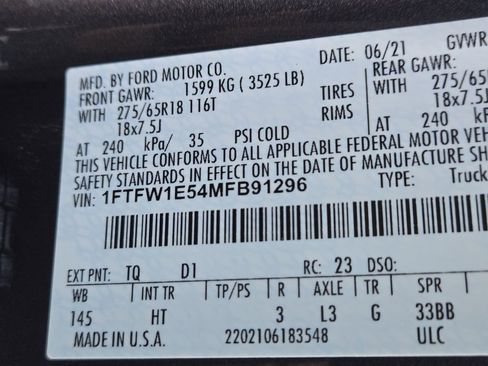 MFD. BY FORD MOTOR CO.
DATE: 06/21 GVWR
FRONT GAWR: 1599 KG ( 3525 LB)
REAR GAWR:
WITH 275/65R18 116T TIRES 275/65
18x7.5J RIMS 18x7.5J
AT 240 kPa/ 35 PSI COLD AT 240 k
THIS VEHICLE CONFORMS TO ALL APPLICABLE FEDERAL MOTOR
SAFETY STANDARDS IN EFFECT ON THE DATE OF MANUFACTURE SH
VIN: 1FTFW1E54MFB91296 TYPE: Truck
EXT PNT: TQ D1 RC: 23 DSO:
WB INT TR TP/PS R AXLE TR SPR
145 HT 3 L3 G 33BB
MADE IN U.S.A. 2202106183548 ULC